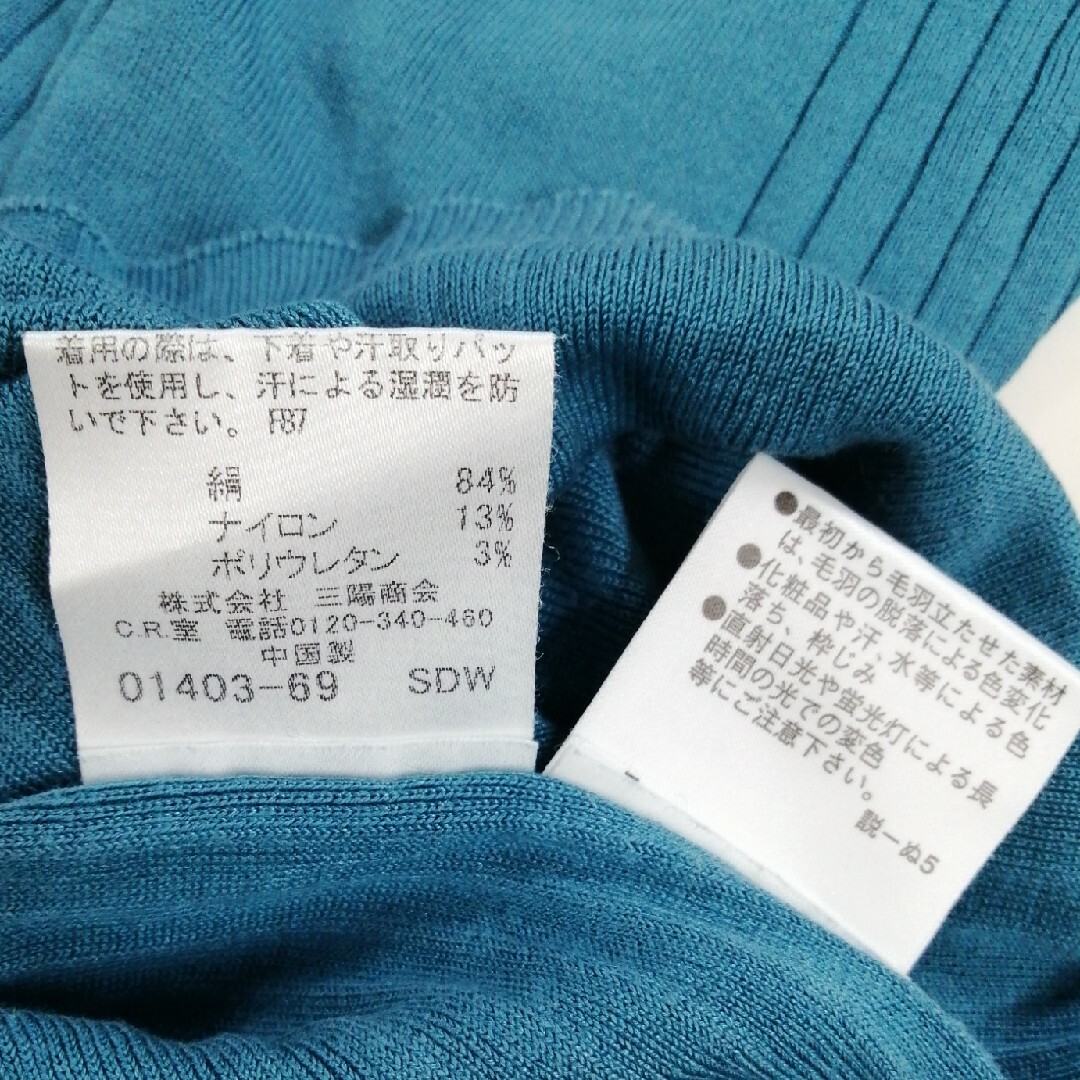 着用の際は、下着や汗取りパッ
トを使用し、汗による湿潤を防
いで下さい。 F87
絹 84%
ナイロン 13%
ポリウレタン 3%
株式会社 三陽商会
C.R.室 電話0120-340-460
中国製
01403-69 SDW
●最初から毛羽立たせた素材
は、毛羽の脱落による色変化
●化粧品や汗、水等による色
落ち、枠じみ
●直射日光や蛍光灯による長
時間の光での変色
等にご注意下さい。
説ーぬ5